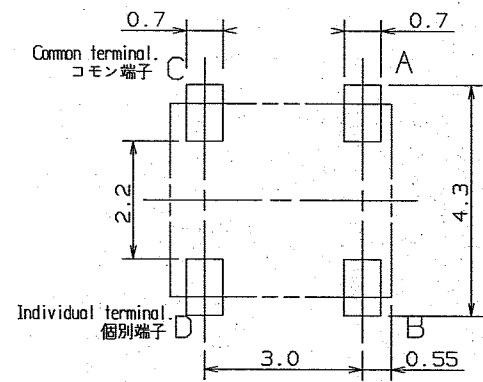 0.7
0.7
Common terminal.
コモン端子
C
A
2.2
4.3
Individual terminal.
個別端子
D
B
3.0
0.55